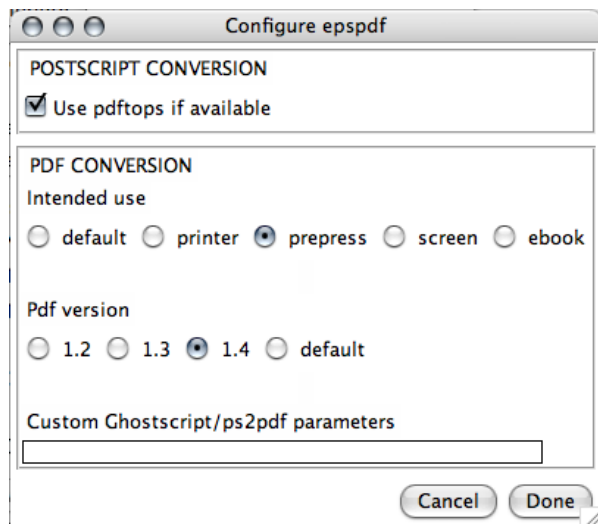 Configure epspdf
POSTSCRIPT CONVERSION
Use pdftops if available
PDF CONVERSION
Intended use
default printer prepress screen ebook
Pdf version
1.2 1.3 1.4 default
Custom Ghostscript/ps2pdf parameters
Cancel Done